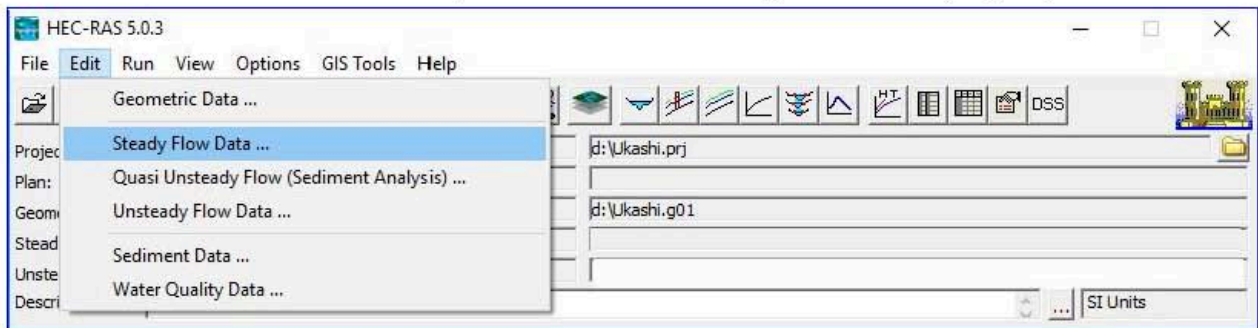 HEC-RAS 5.0.3
File Edit Run View Options GIS Tools Help
Geometric Data ...
DSS
Steady Flow Data ...
Projec
d:\Ukashi.prj
Quasi Unsteady Flow (Sediment Analysis) ...
Plan:
Unsteady Flow Data ...
Geom
d:\Ukashi.g01
Stead
Sediment Data ...
Unste
Water Quality Data ...
Descri
... SI Units